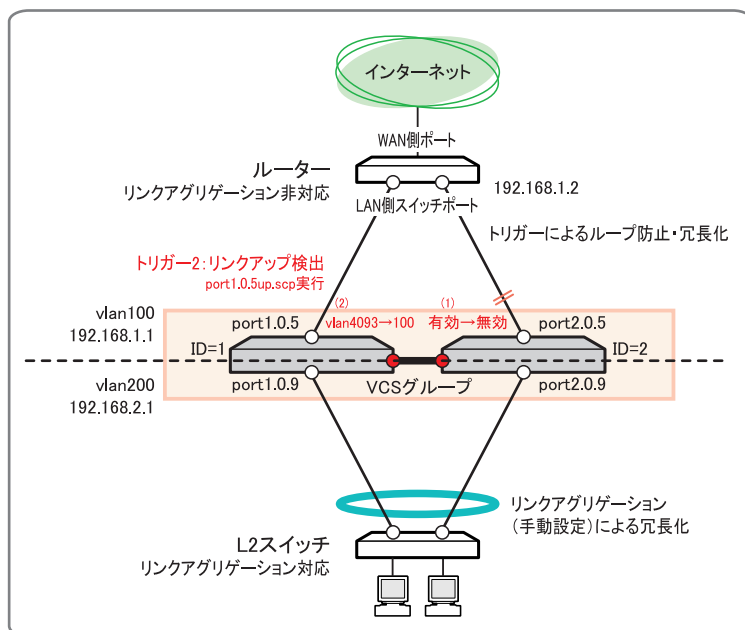 インターネット
WAN側ポート
ルーター
リンクアグリゲーション非対応
192.168.1.2
LAN側スイッチポート
トリガーによるループ防止・冗長化
トリガー2:リンクアップ検出
port1.0.5up.scp実行
(2)
(1)
vlan100
192.168.1.1
port1.0.5
vlan4093→100
有効→無効
port2.0.5
ID=1
ID=2
vlan200
192.168.2.1
port1.0.9
VCSグループ
port2.0.9
リンクアグリゲーション
(手動設定)による冗長化
L2スイッチ
リンクアグリゲーション対応